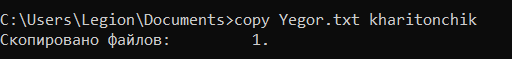 C:\Users\Legion\Documents>copy Yegor.txt kharitonchik
Скопировано файлов:         1.